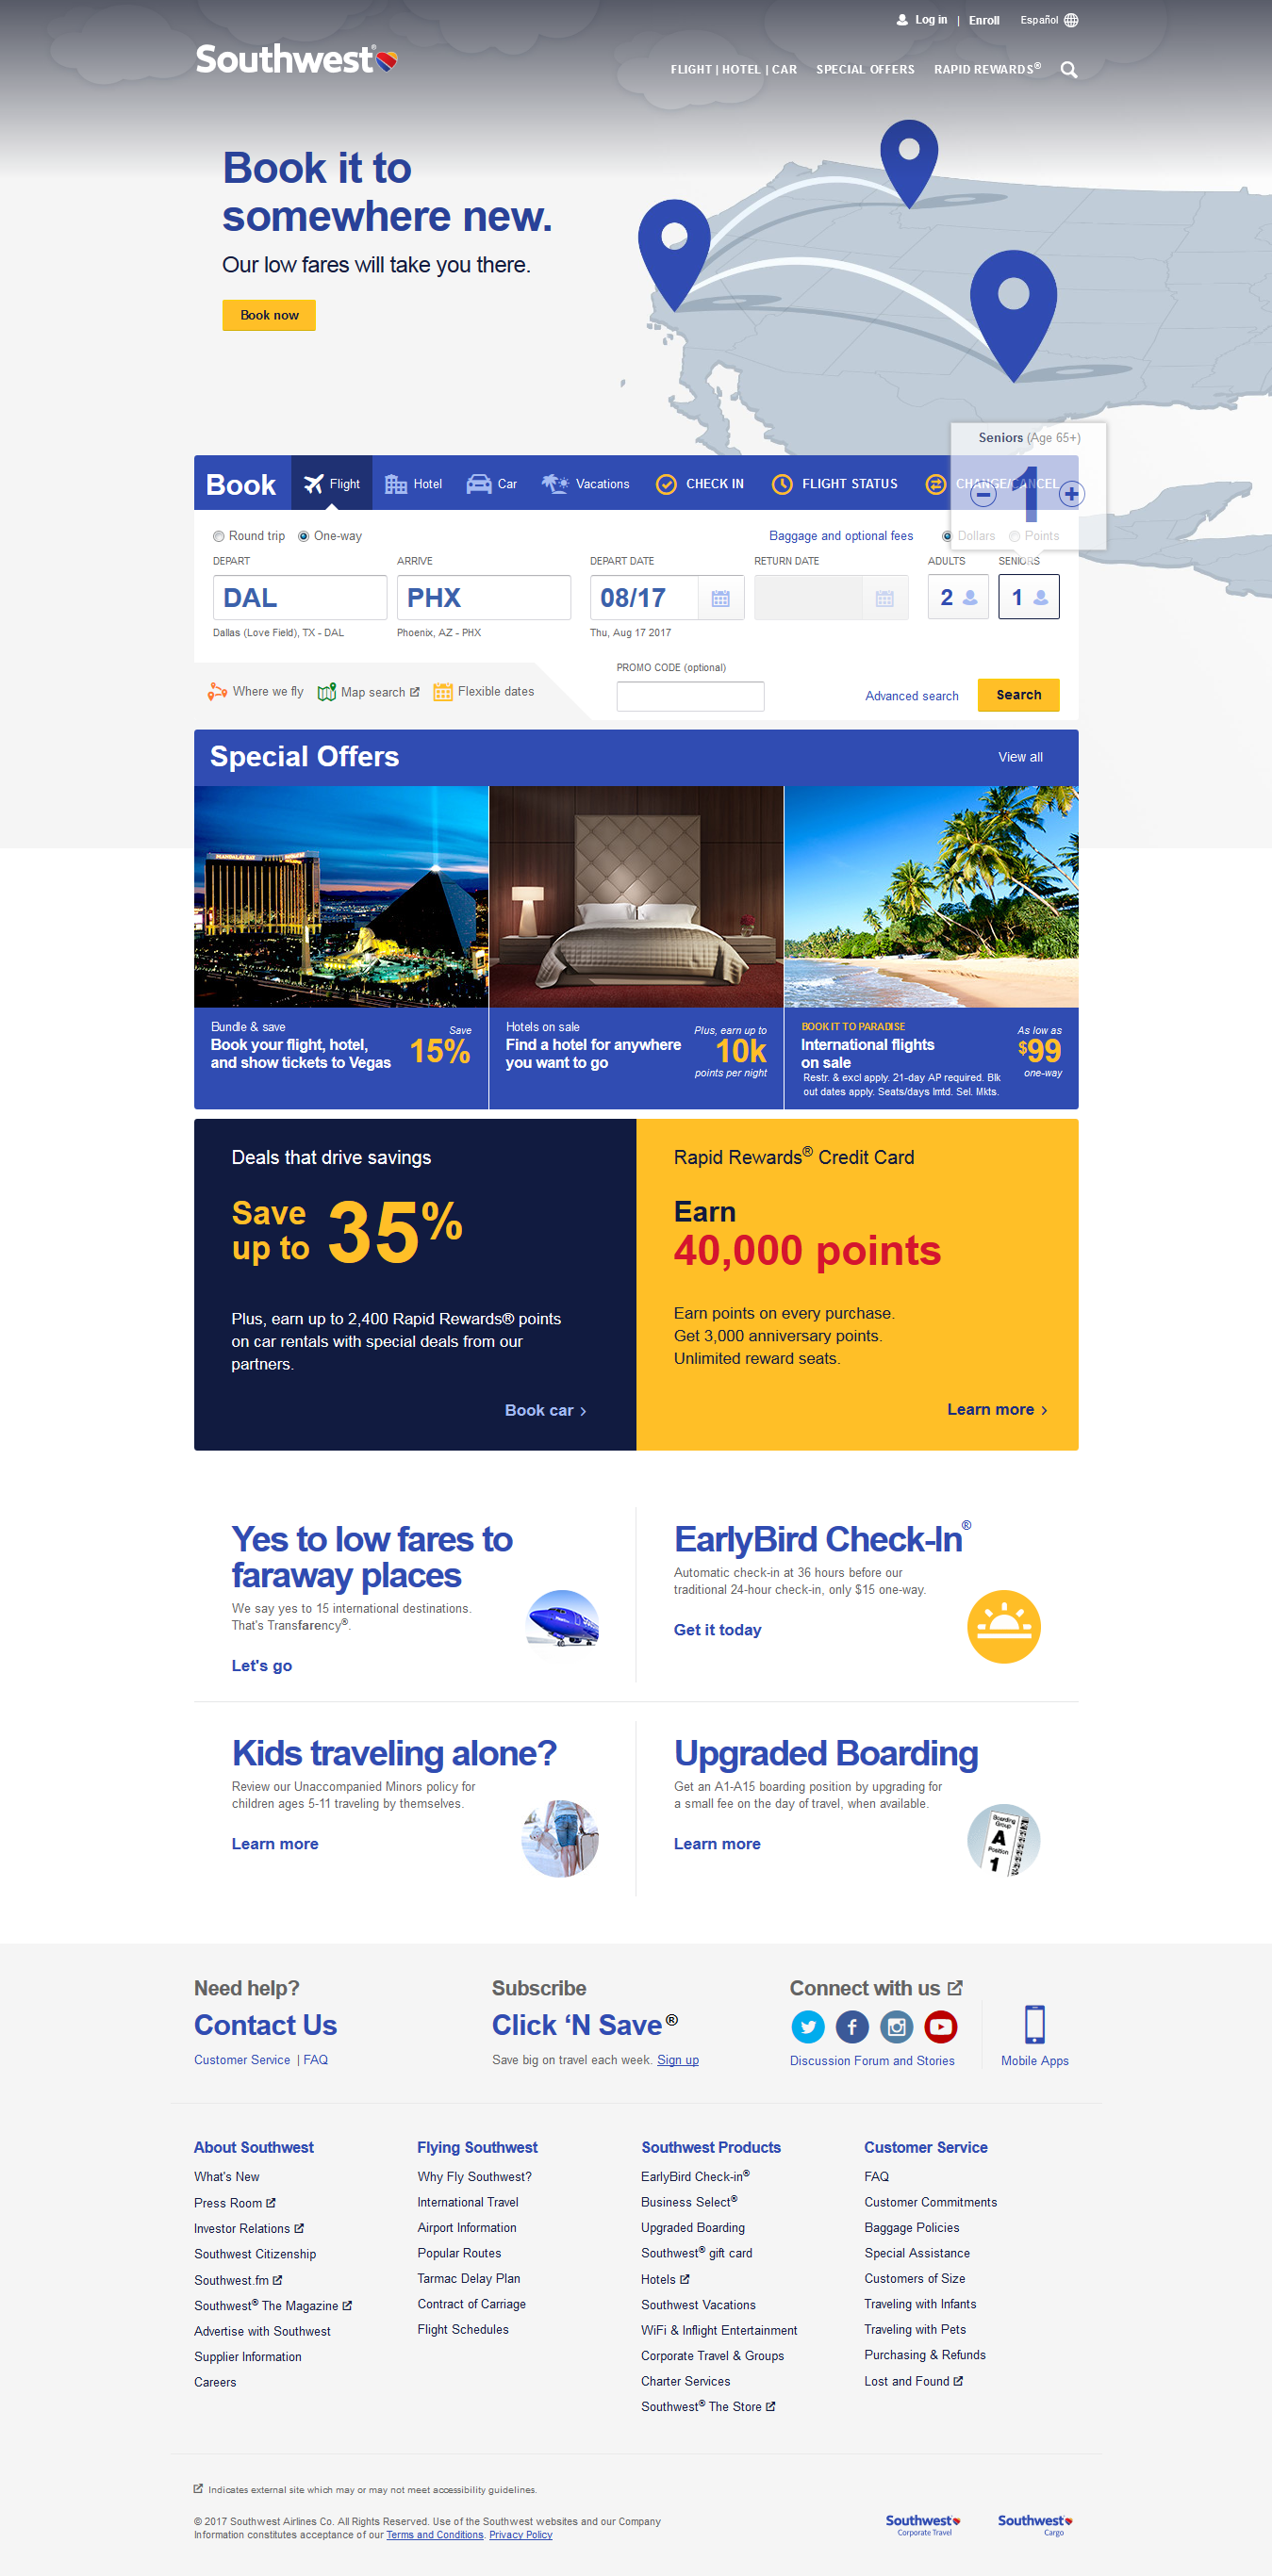 Log in | Enroll Español
Southwest®
FLIGHT | HOTEL | CAR SPECIAL OFFERS RAPID REWARDS®
Book it to
somewhere new.
Our low fares will take you there.
Book now
Seniors (Age 65+)
1
Book Flight Hotel Car Vacations CHECK IN FLIGHT STATUS CHANGE/CANCEL
Round trip One-way Baggage and optional fees Dollars Points
DEPART ARRIVE DEPART DATE RETURN DATE ADULTS SENIORS
DAL PHX 08/17 2 1
Dallas (Love Field), TX - DAL Phoenix, AZ - PHX Thu, Aug 17 2017
PROMO CODE (optional)
Where we fly Map search Flexible dates Advanced search Search
Special Offers View all
MANDALAY BAY
Bundle & save
Book your flight, hotel,
and show tickets to Vegas
Save
15%
Hotels on sale
Find a hotel for anywhere
you want to go
Plus, earn up to
10k
points per night
BOOK IT TO PARADISE
International flights
on sale
Restr. & excl apply. 21-day AP required. Blk
out dates apply. Seats/days lmtd. Sel. Mkts.
As low as
$99
one-way
Deals that drive savings
Save
up to 35%
Plus, earn up to 2,400 Rapid Rewards® points
on car rentals with special deals from our
partners.
Book car
Rapid Rewards® Credit Card
Earn
40,000 points
Earn points on every purchase.
Get 3,000 anniversary points.
Unlimited reward seats.
Learn more
Yes to low fares to
faraway places
We say yes to 15 international destinations.
That's Transfarency®.
Let's go
EarlyBird Check-In®
Automatic check-in at 36 hours before our
traditional 24-hour check-in, only $15 one-way.
Get it today
Kids traveling alone?
Review our Unaccompanied Minors policy for
children ages 5-11 traveling by themselves.
Learn more
Upgraded Boarding
Get an A1-A15 boarding position by upgrading for
a small fee on the day of travel, when available.
Learn more
Boarding
Group
A
Position
1
Need help?
Contact Us
Customer Service | FAQ
Subscribe
Click ‘N Save®
Save big on travel each week. Sign up
Connect with us
Discussion Forum and Stories
Mobile Apps
About Southwest
What's New
Press Room
Investor Relations
Southwest Citizenship
Southwest.fm
Southwest® The Magazine
Advertise with Southwest
Supplier Information
Careers
Flying Southwest
Why Fly Southwest?
International Travel
Airport Information
Popular Routes
Tarmac Delay Plan
Contract of Carriage
Flight Schedules
Southwest Products
EarlyBird Check-in®
Business Select®
Upgraded Boarding
Southwest® gift card
Hotels
Southwest Vacations
WiFi & Inflight Entertainment
Corporate Travel & Groups
Charter Services
Southwest® The Store
Customer Service
FAQ
Customer Commitments
Baggage Policies
Special Assistance
Customers of Size
Traveling with Infants
Traveling with Pets
Purchasing & Refunds
Lost and Found
Indicates external site which may or may not meet accessibility guidelines.
© 2017 Southwest Airlines Co. All Rights Reserved. Use of the Southwest websites and our Company
Information constitutes acceptance of our Terms and Conditions. Privacy Policy
Southwest
Corporate Travel
Southwest
Cargo